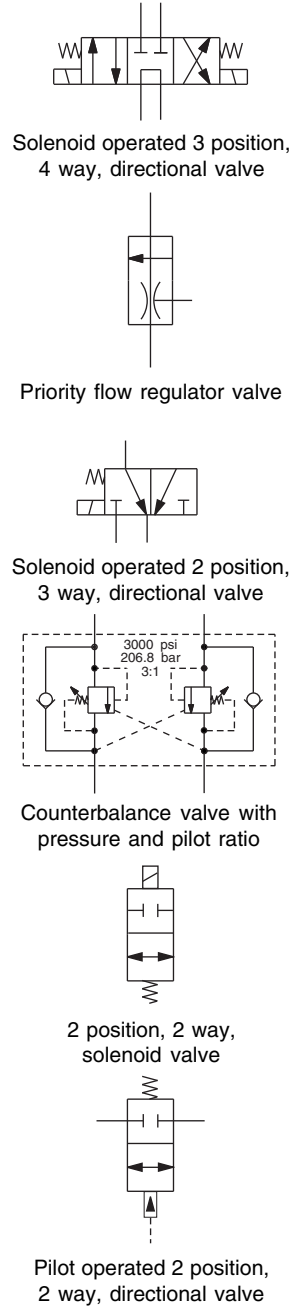 Solenoid operated 3 position,
4 way, directional valve
Priority flow regulator valve
Solenoid operated 2 position,
3 way, directional valve
3000 psi
206.8 bar
3:1
Counterbalance valve with
pressure and pilot ratio
2 position, 2 way,
solenoid valve
Pilot operated 2 position,
2 way, directional valve